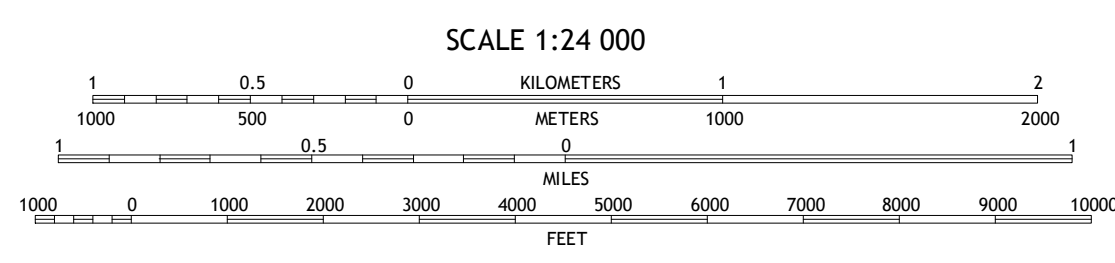 SCALE 1:24 000
1 0.5 0 KILOMETERS 1 2
1000 500 0 METERS 1000 2000
1 0.5 0 1
MILES
1000 0 1000 2000 3000 4000 5000 6000 7000 8000 9000 10000
FEET